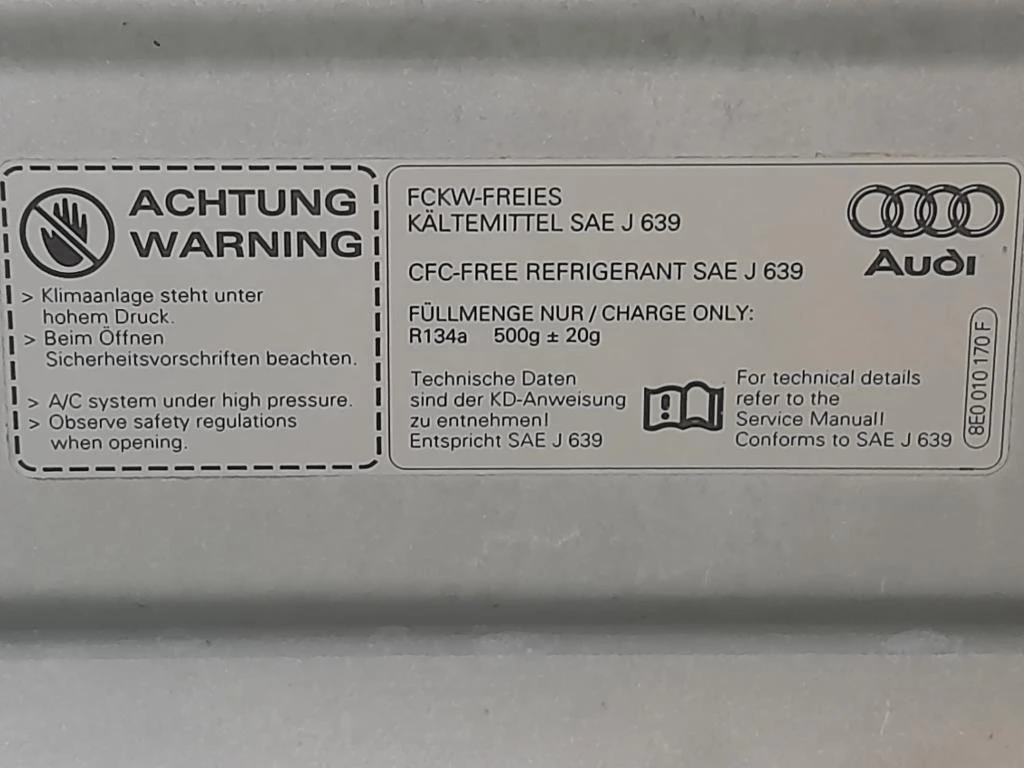 ACHTUNG
WARNING
> Klimaanlage steht unter
hohem Druck.
> Beim Öffnen
Sicherheitsvorschriften beachten.
> A/C system under high pressure.
> Observe safety regulations
when opening.
FCKW-FREIES
KÄLTEMITTEL SAE J 639
CFC-FREE REFRIGERANT SAE J 639
FÜLLMENGE NUR / CHARGE ONLY:
R134a 500g ± 20g
Technische Daten
sind der KD-Anweisung
zu entnehmen!
Entspricht SAE J 639
!
For technical details
refer to the
Service Manual!
Conforms to SAE J 639
Audi
8E0 010 170 F